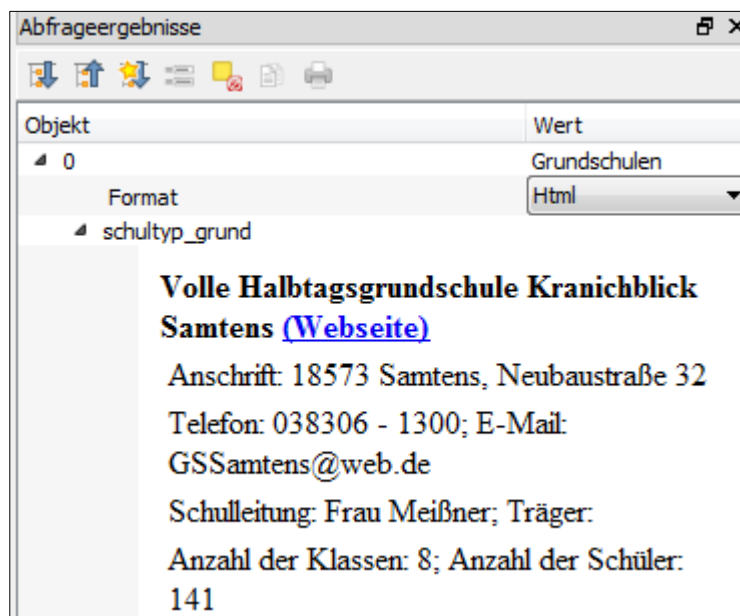 Abfrageergebnisse
Objekt Wert
0 Grundschulen
Format Html
schultyp_grund
Volle Halbtagsgrundschule Kranichblick
Samtens (Webseite)
Anschrift: 18573 Samtens, Neubaustraße 32
Telefon: 038306 - 1300; E-Mail:
GSSamtens@web.de
Schulleitung: Frau Meißner; Träger:
Anzahl der Klassen: 8; Anzahl der Schüler:
141